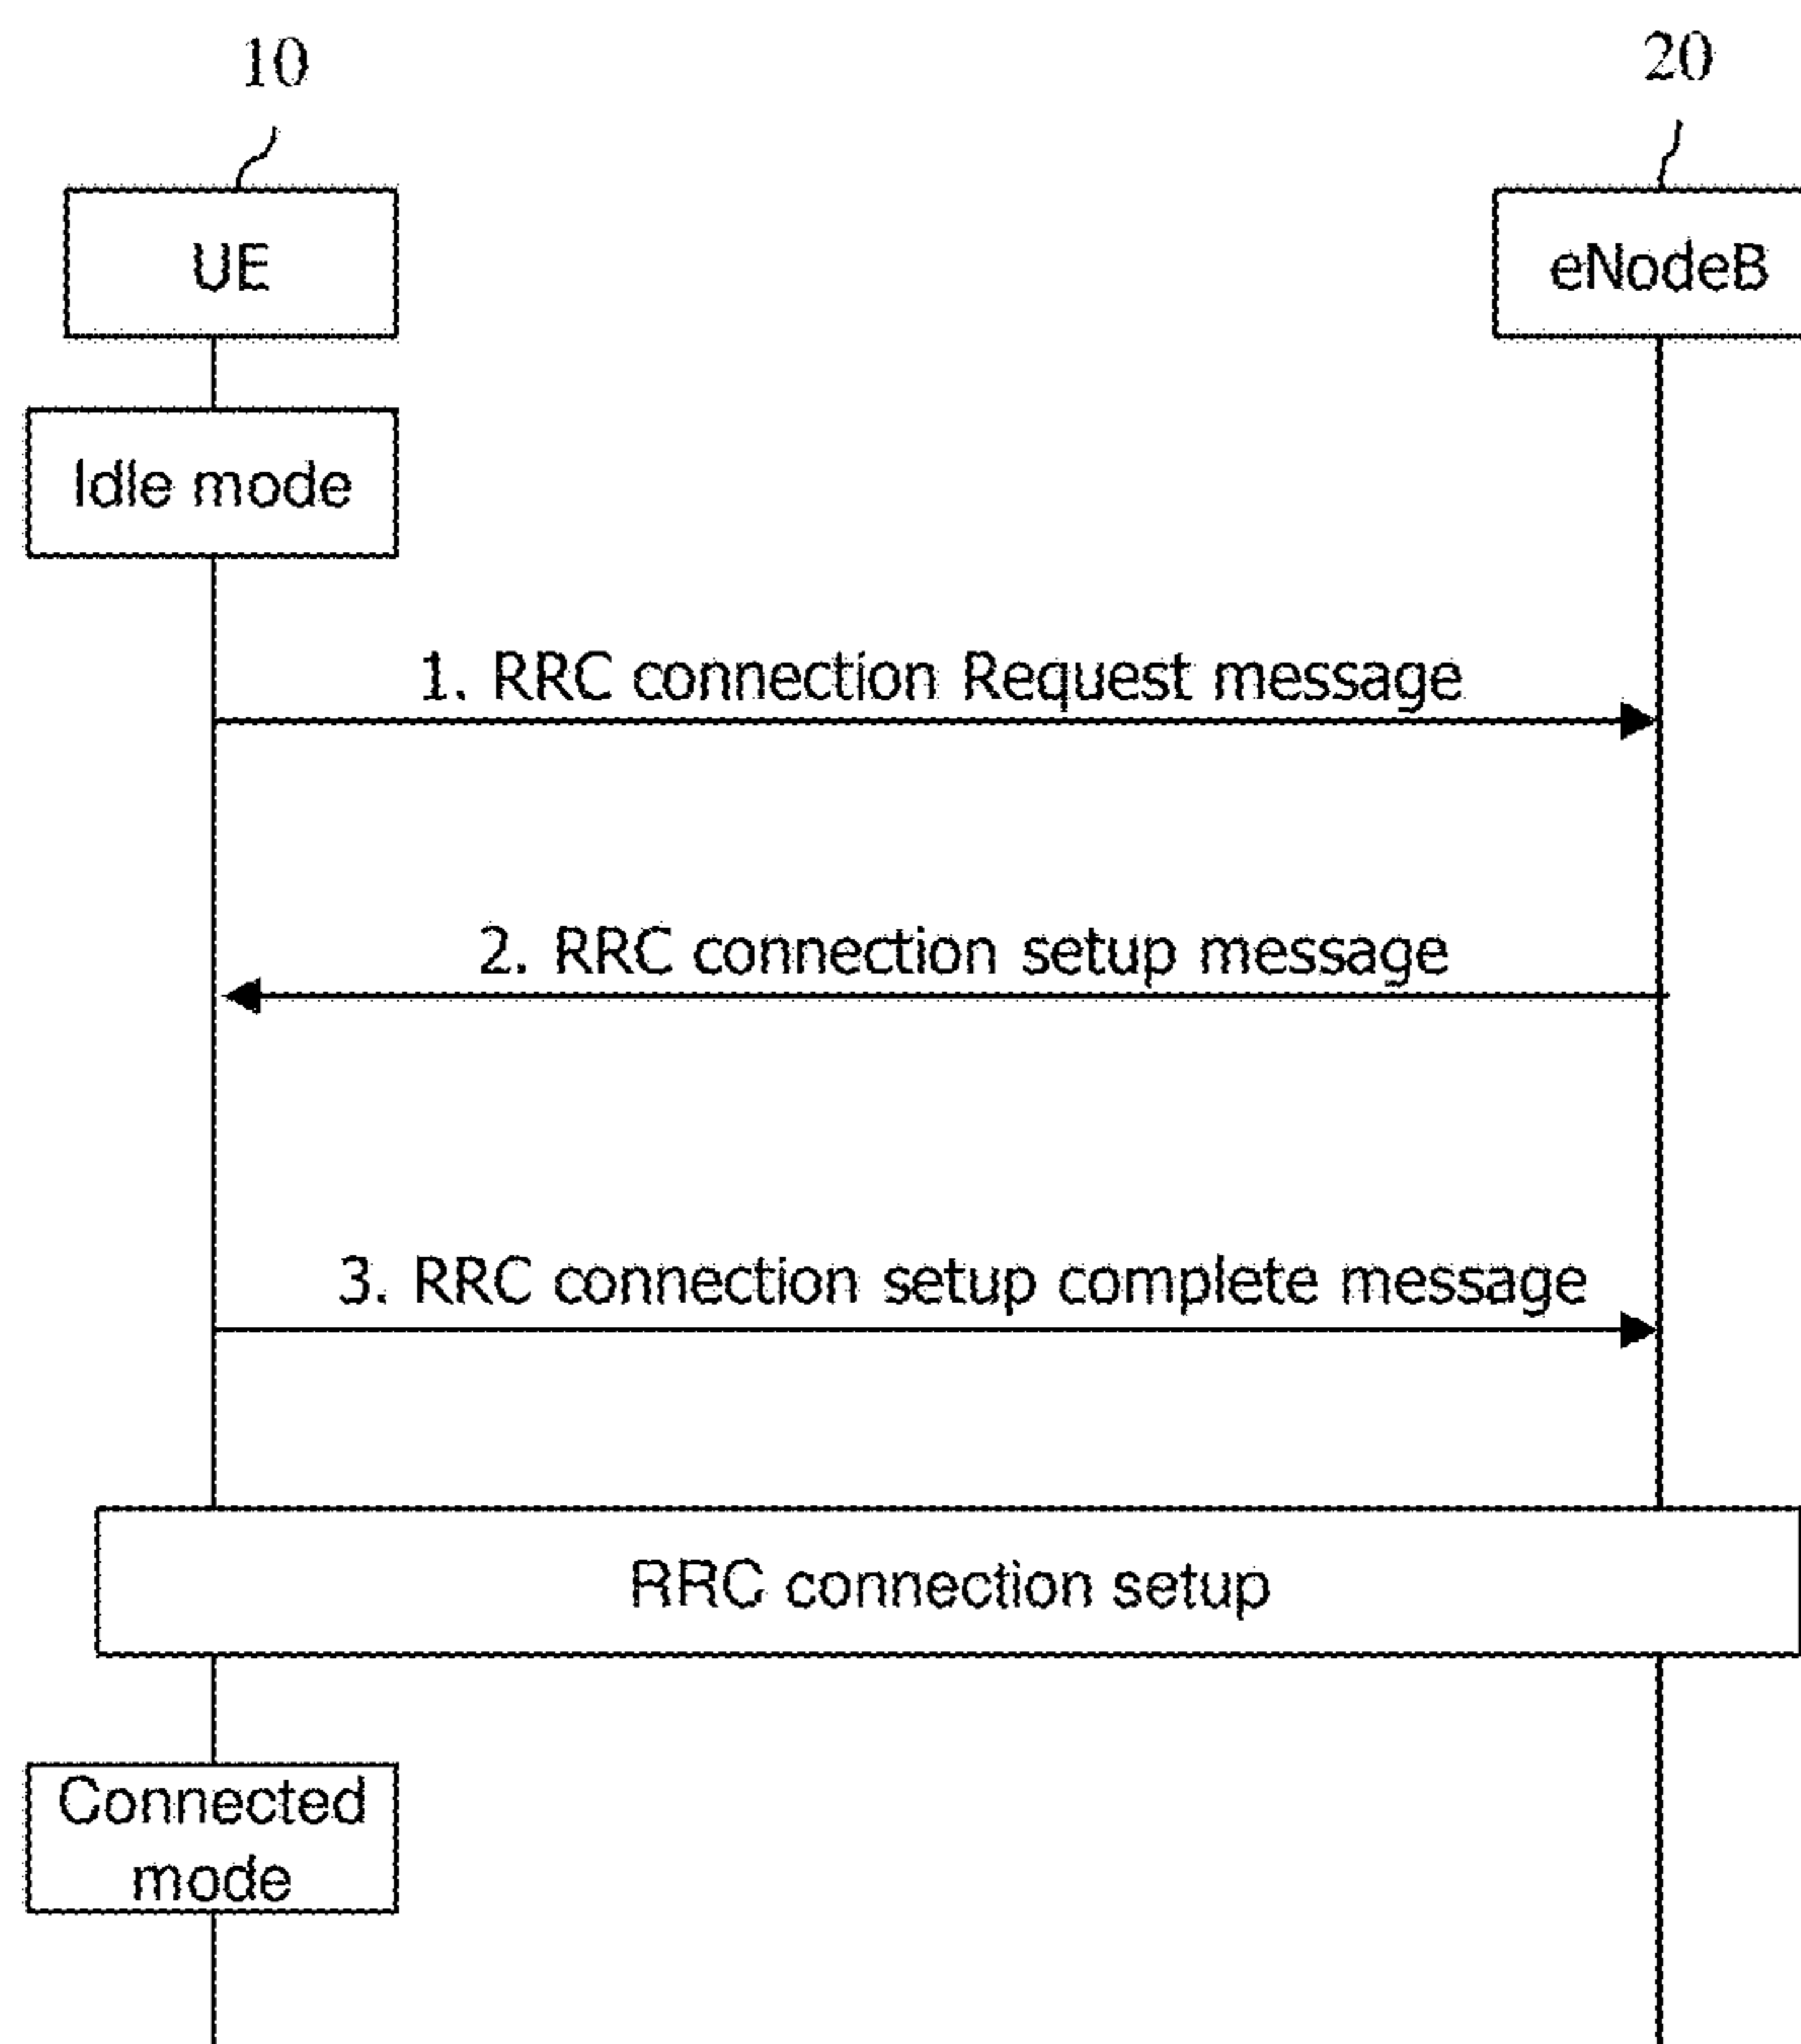 10
20
UE
eNodeB
Idle mode
1. RRC connection Request message
2. RRC connection setup message
3. RRC connection setup complete message
RRC connection setup
Connected
mode